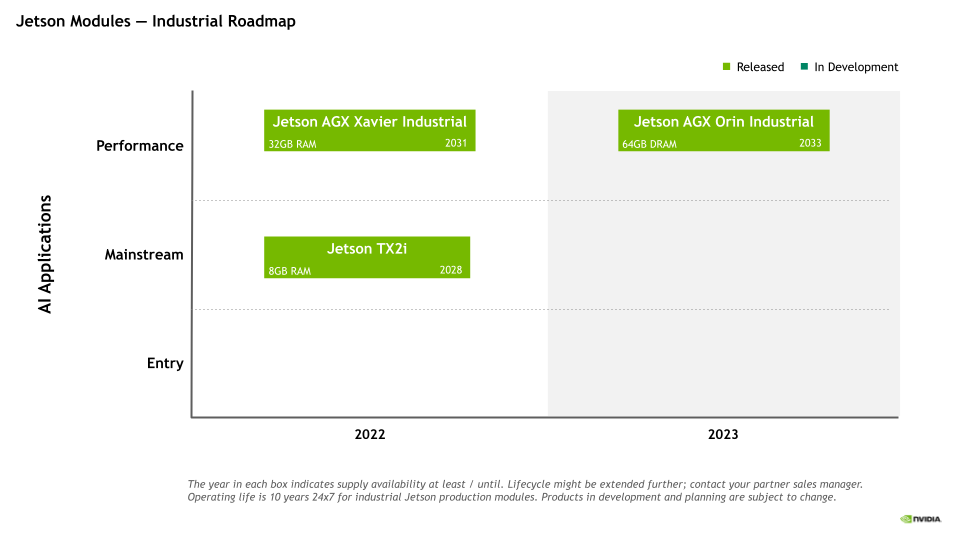 Jetson Modules — Industrial Roadmap
Released
In Development
Performance
Jetson AGX Xavier Industrial
32GB RAM
2031
Jetson AGX Orin Industrial
64GB DRAM
2033
AI Applications
Mainstream
Jetson TX2i
8GB RAM
2028
Entry
2022
2023
The year in each box indicates supply availability at least / until. Lifecycle might be extended further; contact your partner sales manager.
Operating life is 10 years 24x7 for industrial Jetson production modules. Products in development and planning are subject to change.
NVIDIA